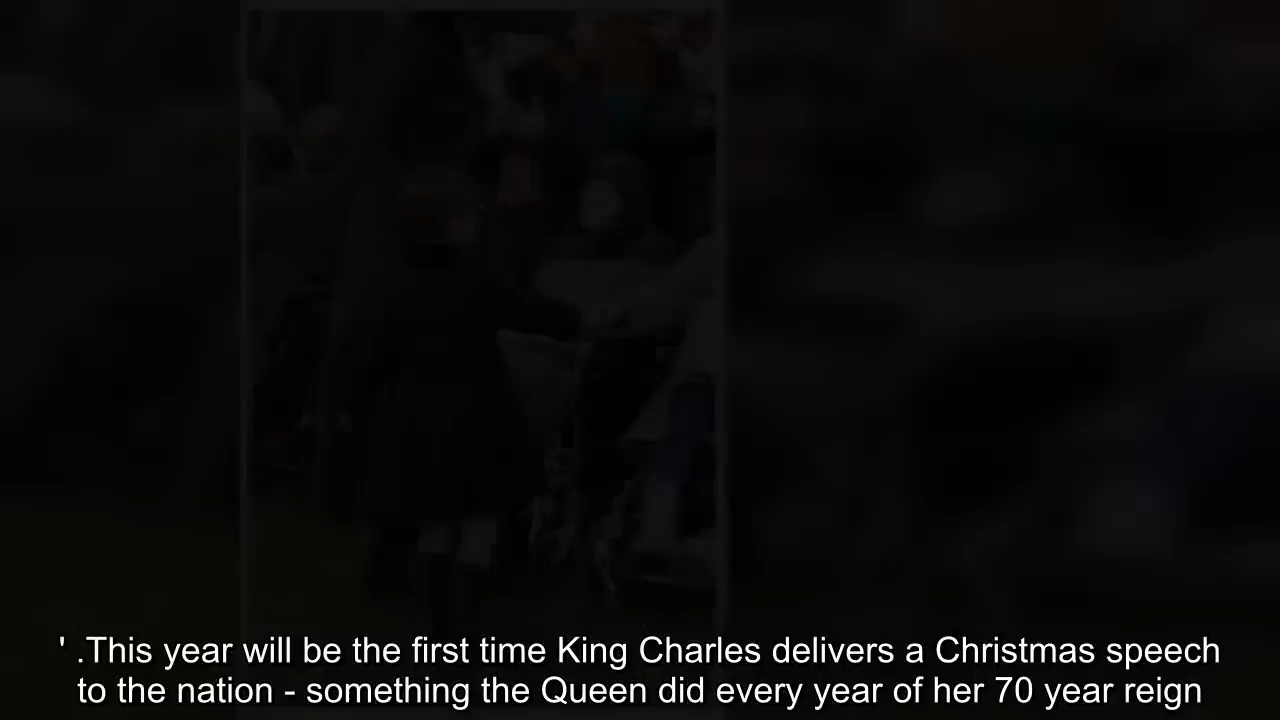 ' .This year will be the first time King Charles delivers a Christmas speech
to the nation - something the Queen did every year of her 70 year reign